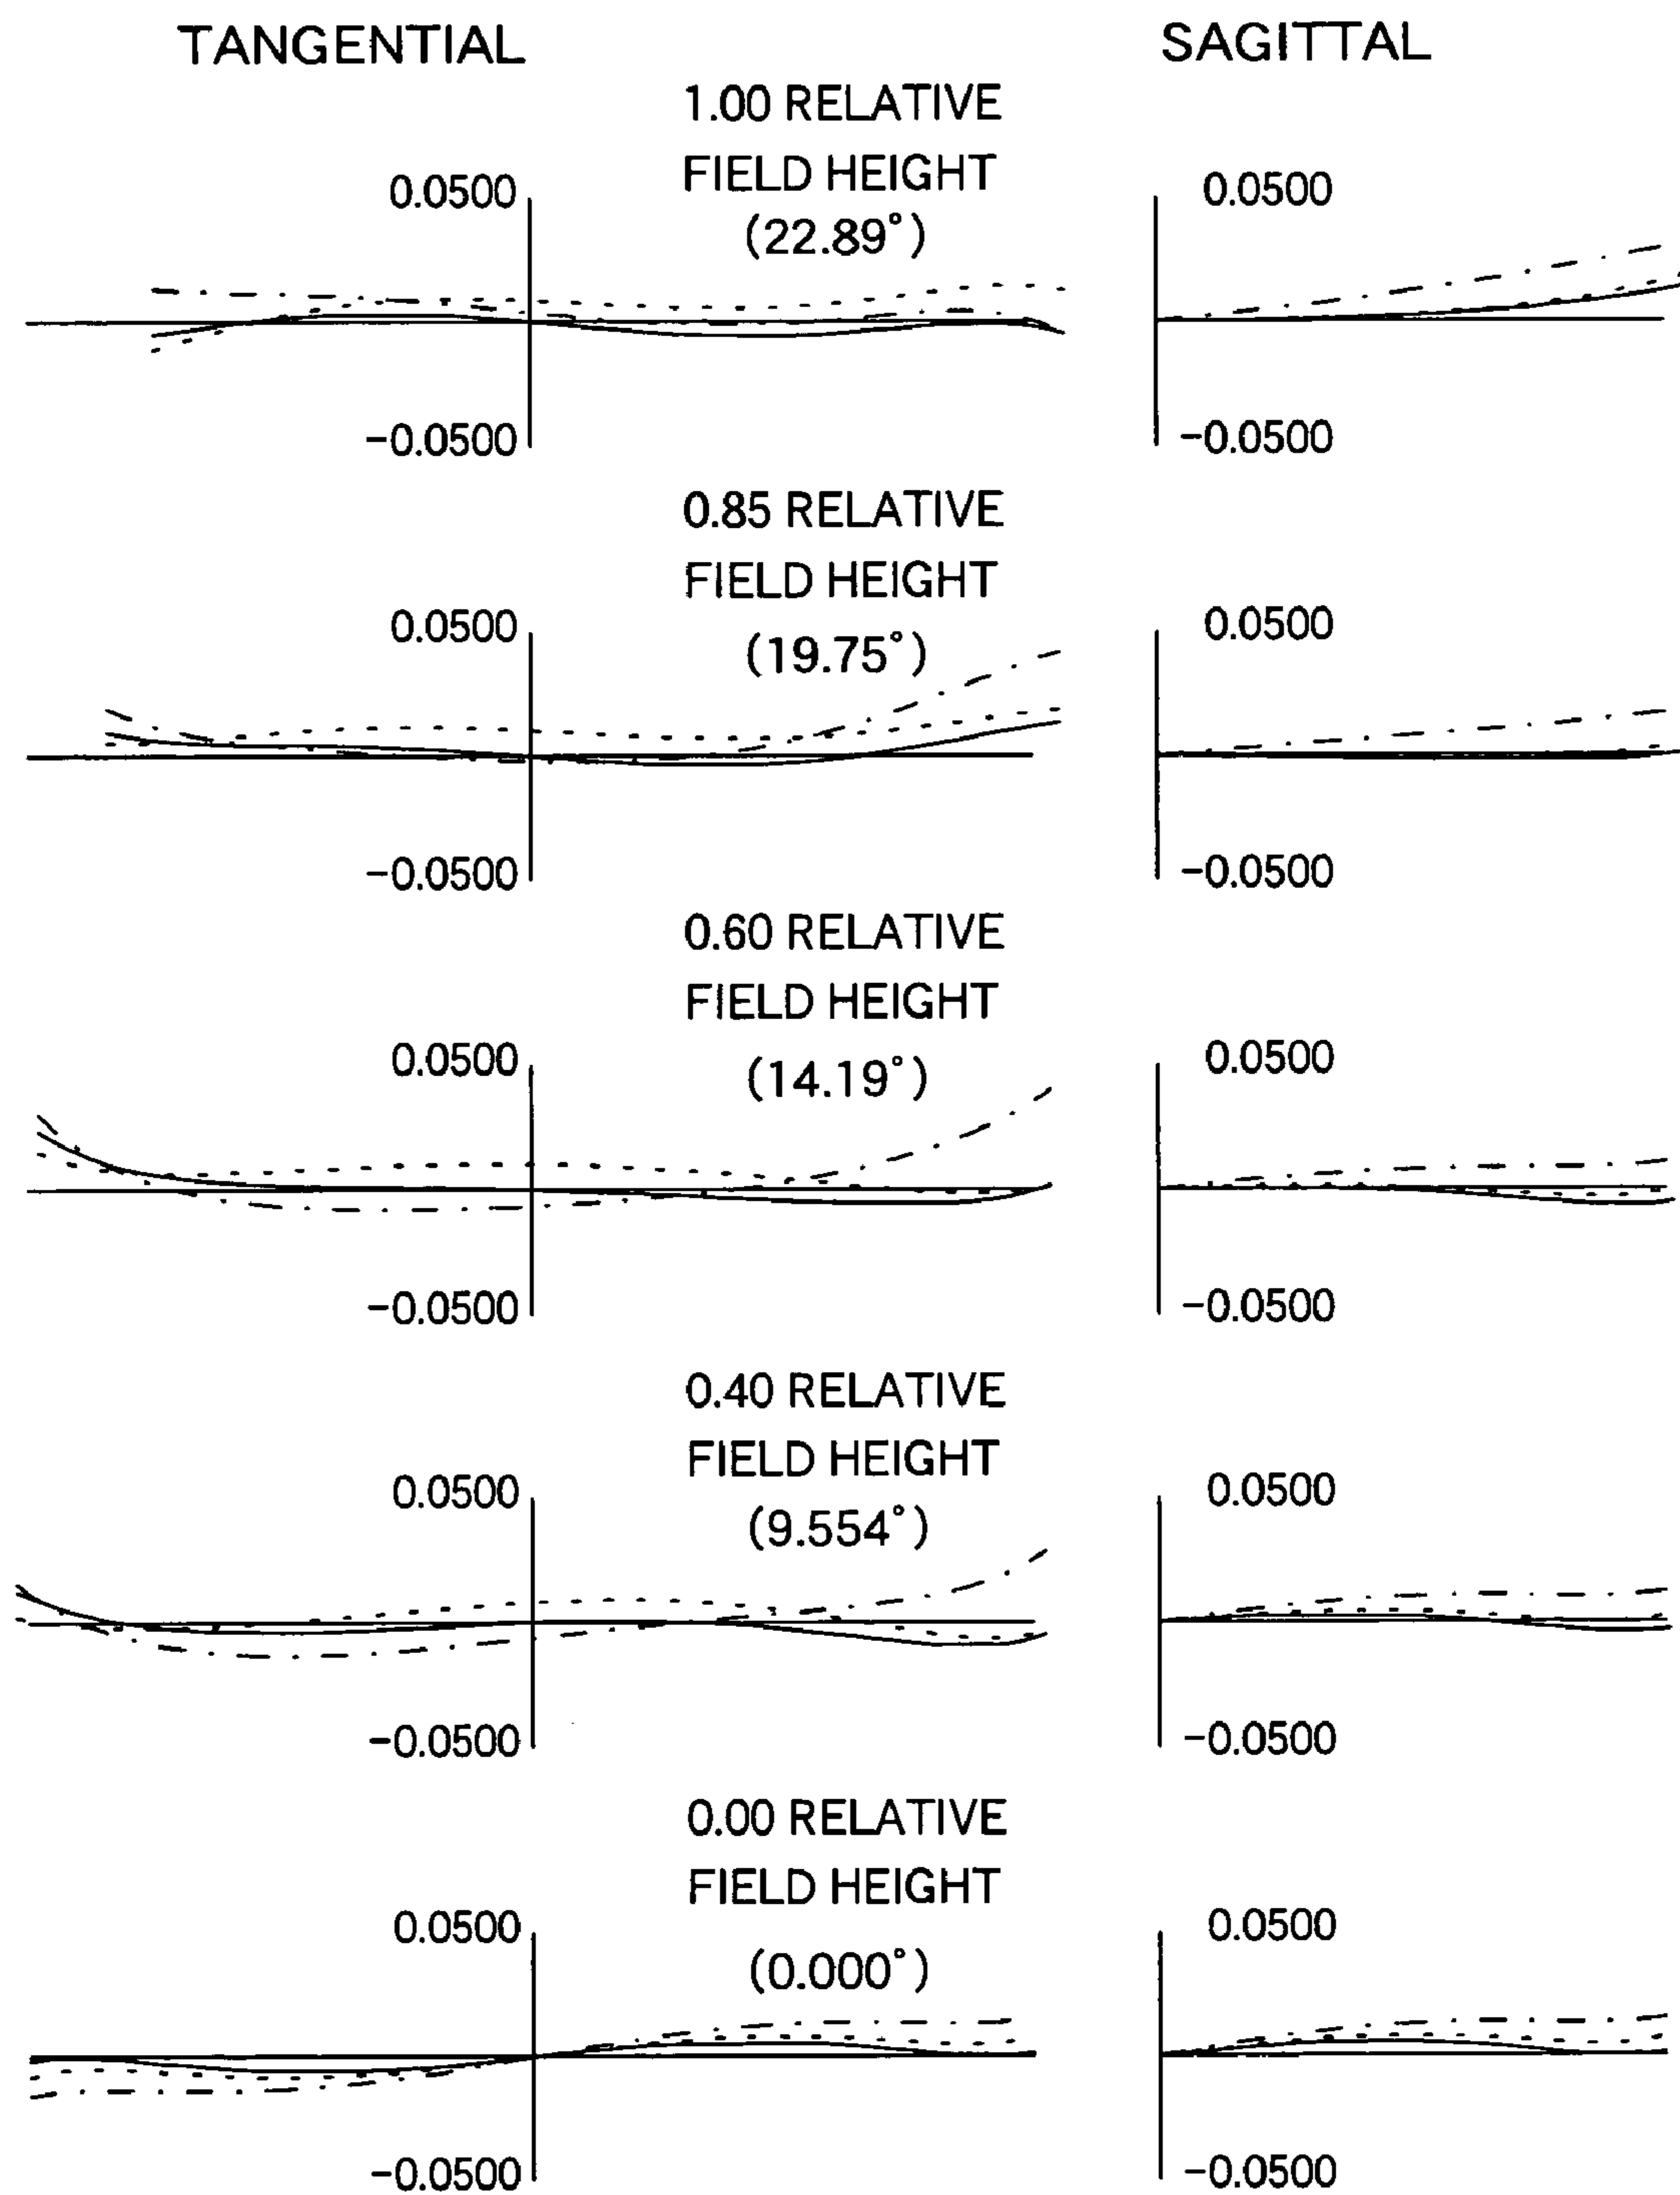 TANGENTIAL
SAGITTAL
1.00 RELATIVE
FIELD HEIGHT
(22.89°)
0.0500
0.0500
-0.0500
-0.0500
0.85 RELATIVE
FIELD HEIGHT
(19.75°)
0.0500
0.0500
-0.0500
-0.0500
0.60 RELATIVE
FIELD HEIGHT
(14.19°)
0.0500
0.0500
-0.0500
-0.0500
0.40 RELATIVE
FIELD HEIGHT
(9.554°)
0.0500
0.0500
-0.0500
-0.0500
0.00 RELATIVE
FIELD HEIGHT
(0.000°)
0.0500
0.0500
-0.0500
-0.0500